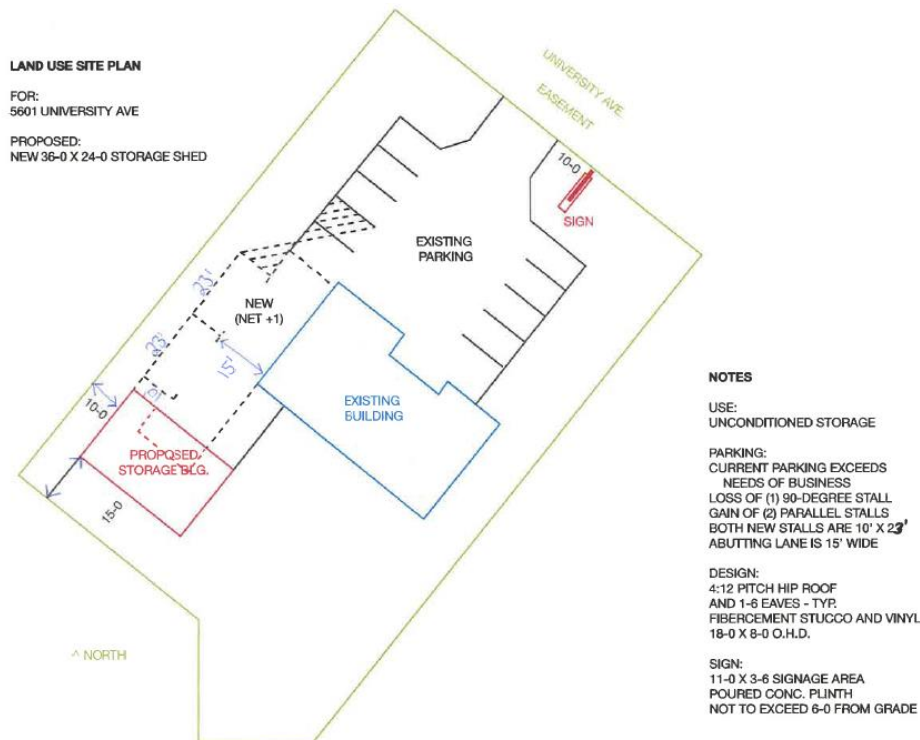 LAND USE SITE PLAN
FOR:
5601 UNIVERSITY AVE
PROPOSED:
NEW 36-0 X 24-0 STORAGE SHED
UNIVERSITY AVE
EASEMENT
10-0
SIGN
EXISTING
PARKING
23'
NEW
(NET +1)
23'
15'
10-0
10'
EXISTING
BUILDING
PROPOSED
STORAGE BLG.
15-0
^ NORTH
NOTES
USE:
UNCONDITIONED STORAGE
PARKING:
CURRENT PARKING EXCEEDS
NEEDS OF BUSINESS
LOSS OF (1) 90-DEGREE STALL
GAIN OF (2) PARALLEL STALLS
BOTH NEW STALLS ARE 10' X 23'
ABUTTING LANE IS 15' WIDE
DESIGN:
4:12 PITCH HIP ROOF
AND 1-6 EAVES - TYP.
FIBERCEMENT STUCCO AND VINYL
18-0 X 8-0 O.H.D.
SIGN:
11-0 X 3-6 SIGNAGE AREA
POURED CONC. PLINTH
NOT TO EXCEED 6-0 FROM GRADE